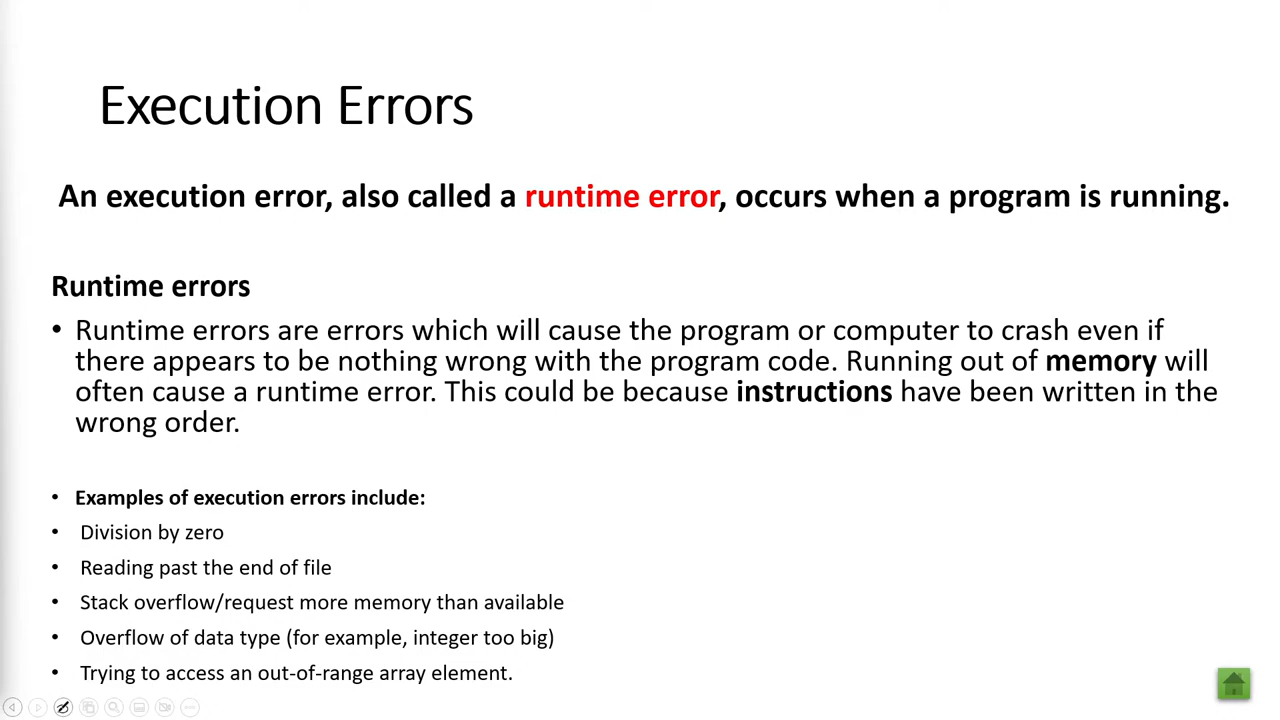 Execution Errors
An execution error, also called a runtime error, occurs when a program is running.
Runtime errors
• Runtime errors are errors which will cause the program or computer to crash even if
there appears to be nothing wrong with the program code. Running out of memory will
often cause a runtime error. This could be because instructions have been written in the
wrong order.
• Examples of execution errors include:
• Division by zero
• Reading past the end of file
• Stack overflow/request more memory than available
• Overflow of data type (for example, integer too big)
• Trying to access an out-of-range array element.